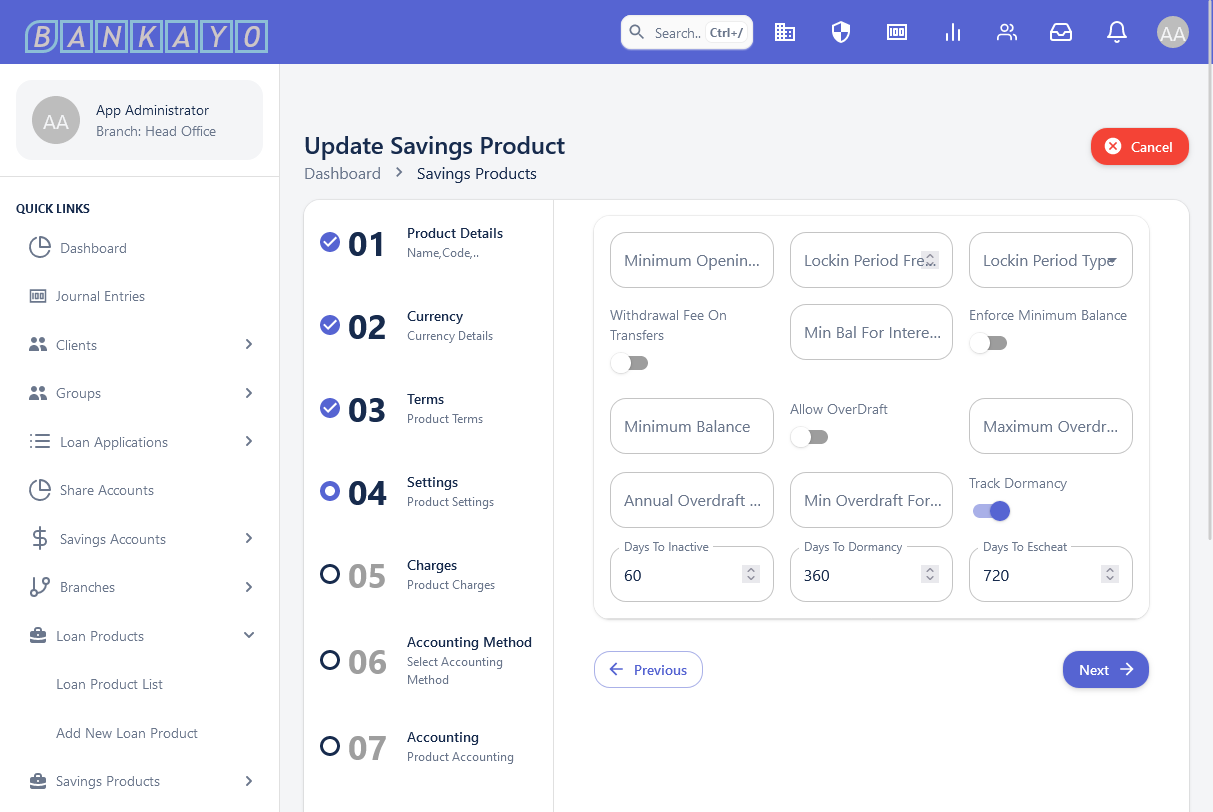 BANKAYO
Search..
Ctrl+/
AA
AA
App Administrator
Branch: Head Office
QUICK LINKS
Dashboard
Journal Entries
Clients
Groups
Loan Applications
Share Accounts
Savings Accounts
Branches
Loan Products
Loan Product List
Add New Loan Product
Savings Products
Update Savings Product
Dashboard
Savings Products
Cancel
01
Product Details
Name,Code,..
02
Currency
Currency Details
03
Terms
Product Terms
04
Settings
Product Settings
05
Charges
Product Charges
06
Accounting Method
Select Accounting
Method
07
Accounting
Product Accounting
Minimum Openin...
Lockin Period Fre...
Lockin Period Type
Withdrawal Fee On
Transfers
Min Bal For Intere...
Enforce Minimum Balance
Minimum Balance
Allow OverDraft
Maximum Overdr...
Annual Overdraft ...
Min Overdraft For...
Track Dormancy
Days To Inactive
60
Days To Dormancy
360
Days To Escheat
720
Previous
Next